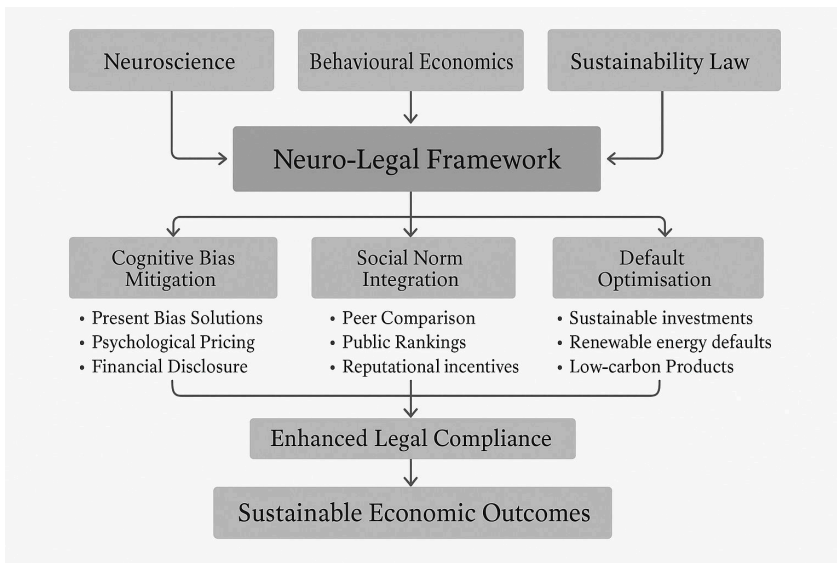 Neuroscience
Behavioural Economics
Sustainability Law
Neuro-Legal Framework
Cognitive Bias
Mitigation
• Present Bias Solutions
• Psychological Pricing
• Financial Disclosure
Social Norm
Integration
• Peer Comparison
• Public Rankings
• Reputational incentives
Default
Optimisation
• Sustainable investments
• Renewable energy defaults
• Low-carbon Products
Enhanced Legal Compliance
Sustainable Economic Outcomes